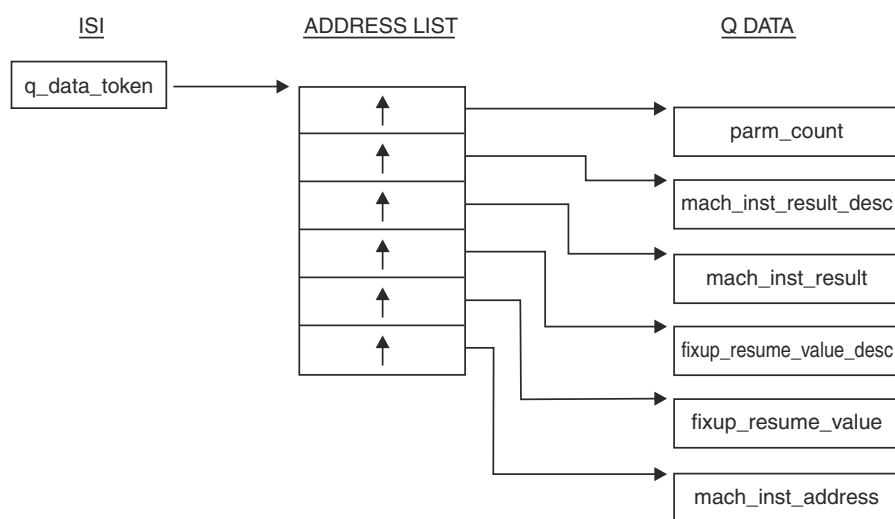 ISI
ADDRESS LIST
Q DATA
q_data_token
parm_count
mach_inst_result_desc
mach_inst_result
fixup_resume_value_desc
fixup_resume_value
mach_inst_address